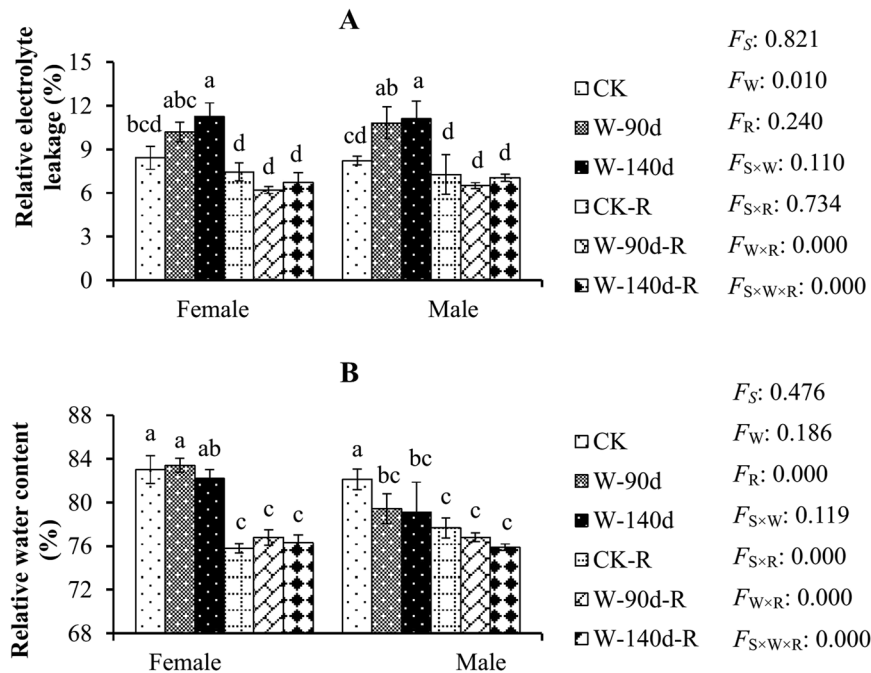 A
Relative electrolyte
leakage (%)
15
12
9
6
3
0
bcd
abc
a
d
d
d
cd
ab
a
d
d
d
Female
Male
CK
W-90d
W-140d
CK-R
W-90d-R
W-140d-R
FS: 0.821
FW: 0.010
FR: 0.240
FS×W: 0.110
FS×R: 0.734
FW×R: 0.000
FS×W×R: 0.000
B
Relative water content
(%)
88
84
80
76
72
68
a
a
ab
c
c
c
a
bc
bc
c
c
c
Female
Male
CK
W-90d
W-140d
CK-R
W-90d-R
W-140d-R
FS: 0.476
FW: 0.186
FR: 0.000
FS×W: 0.119
FS×R: 0.000
FW×R: 0.000
FS×W×R: 0.000